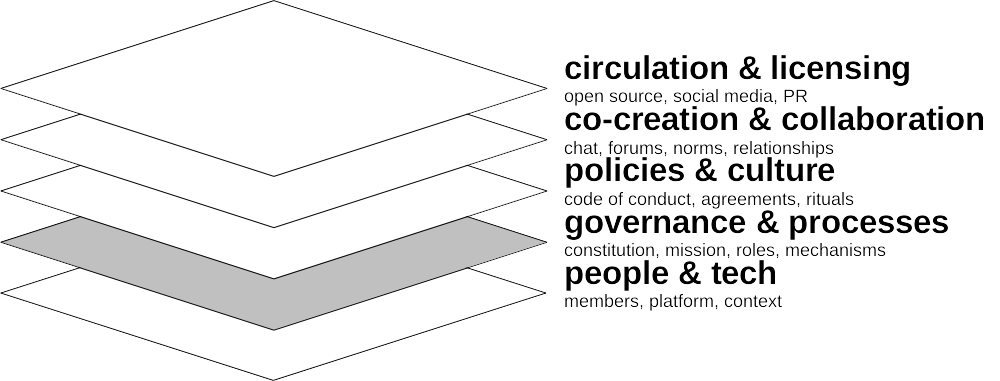 circulation & licensing
open source, social media, PR
co-creation & collaboration
chat, forums, norms, relationships
policies & culture
code of conduct, agreements, rituals
governance & processes
constitution, mission, roles, mechanisms
people & tech
members, platform, context